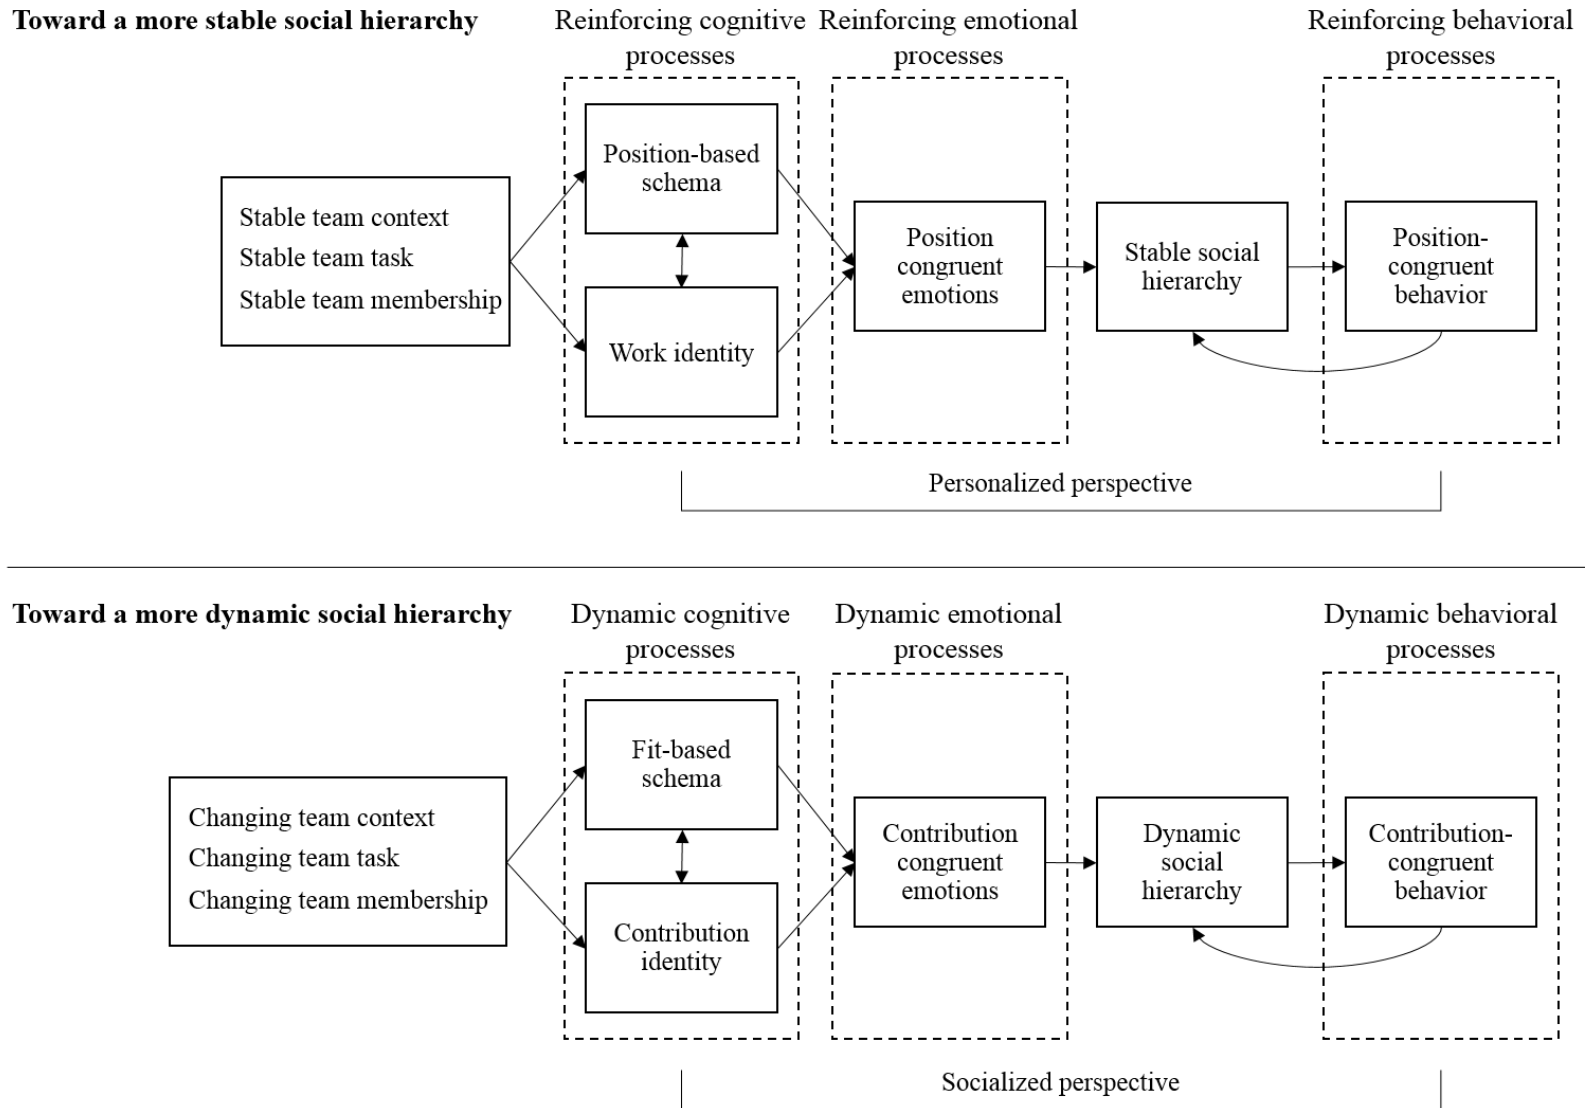 Toward a more stable social hierarchy
Reinforcing cognitive
processes
Reinforcing emotional
processes
Reinforcing behavioral
processes
Stable team context
Stable team task
Stable team membership
Position-based
schema
Work identity
Position
congruent
emotions
Stable social
hierarchy
Position-
congruent
behavior
Personalized perspective
Toward a more dynamic social hierarchy
Dynamic cognitive
processes
Dynamic emotional
processes
Dynamic behavioral
processes
Changing team context
Changing team task
Changing team membership
Fit-based
schema
Contribution
identity
Contribution
congruent
emotions
Dynamic
social
hierarchy
Contribution-
congruent
behavior
Socialized perspective